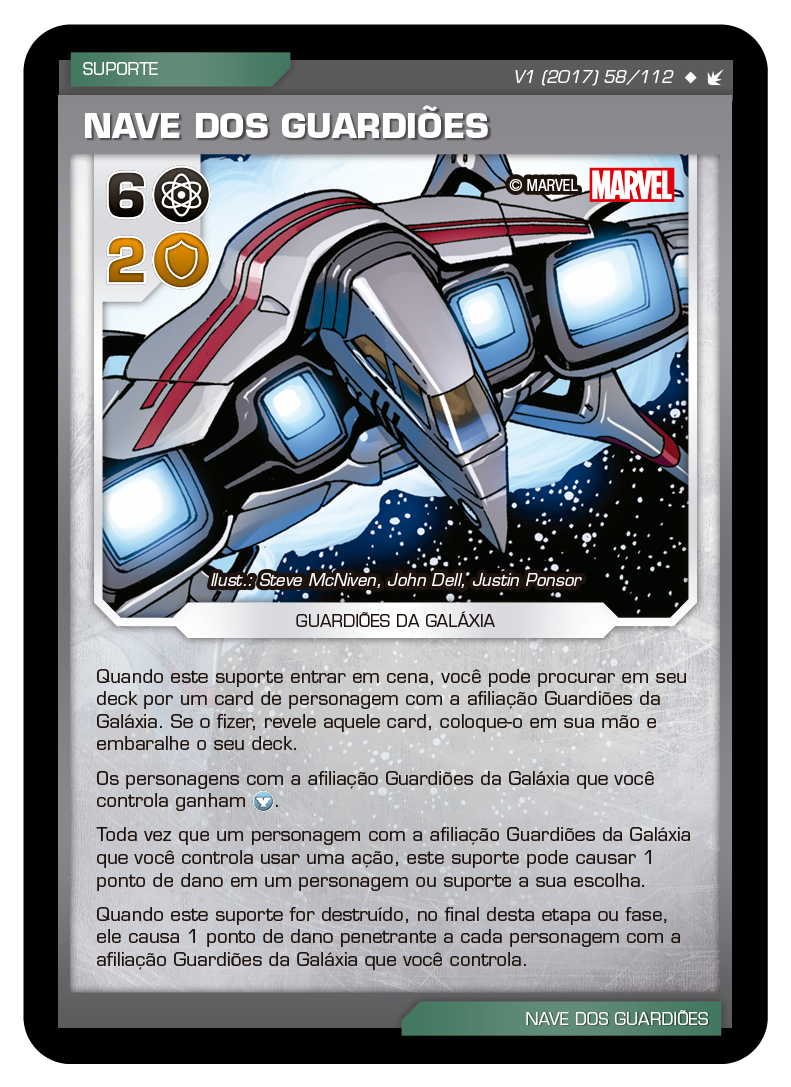 SUPORTE
V1 (2017) 58/112
NAVE DOS GUARDIÕES
6
© MARVEL MARVEL
2
Ilust.: Steve McNiven, John Dell, Justin Ponsor
GUARDIÕES DA GALÁXIA
Quando este suporte entrar em cena, você pode procurar em seu
deck por um card de personagem com a afiliação Guardiões da
Galáxia. Se o fizer, revele aquele card, coloque-o em sua mão e
embaralhe o seu deck.
Os personagens com a afiliação Guardiões da Galáxia que você
controla ganham .
Toda vez que um personagem com a afiliação Guardiões da Galáxia
que você controla usar uma ação, este suporte pode causar 1
ponto de dano em um personagem ou suporte a sua escolha.
Quando este suporte for destruído, no final desta etapa ou fase,
ele causa 1 ponto de dano penetrante a cada personagem com a
afiliação Guardiões da Galáxia que você controla.
NAVE DOS GUARDIÕES